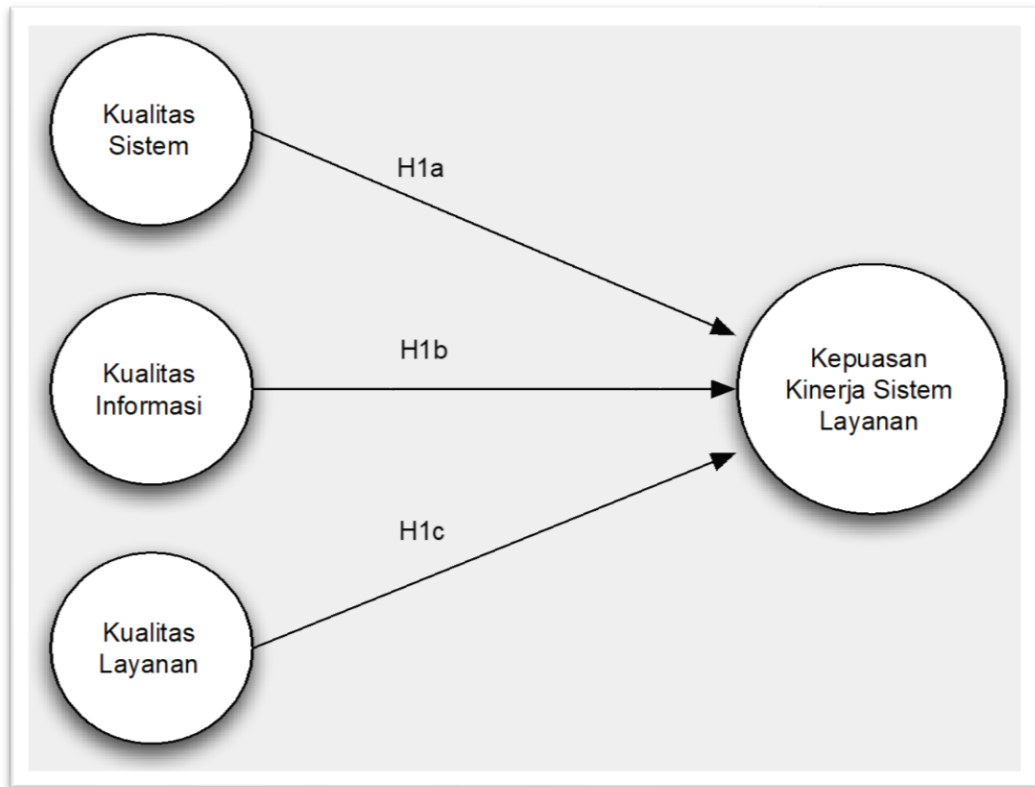 Kualitas
Sistem
H1a
Kualitas
Informasi
H1b
Kepuasan
Kinerja Sistem
Layanan
H1c
Kualitas
Layanan